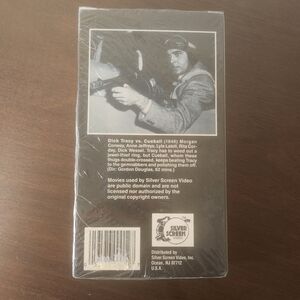 Dick Tracy vs. Cueball (1946) Morgan
Conway, Anne Jeffreys, Lyle Latell, Rita Cor-
day, Dick Wessel. Tracy has to weed out a
jewel-thief ring, but Cueball, whom these
thugs double-crossed, keeps beating Tracy
to the gemrobbers and polishing them off!
(Dir: Gordon Douglas, 62 mins.)
Movies used by Silver Screen Video
are public domain and are not
licensed nor authorized by the
original copyright owners.
SILVER
SCREEN
Distributed by
Silver Screen Video, Inc.
Ocean, NJ 07712
U.S.A.